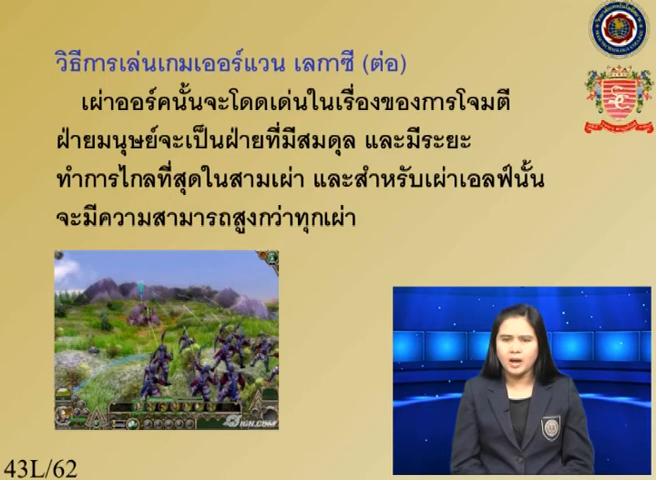 วิธีการเล่นเกมเออร์แวน เลกาซี (ต่อ)
เผ่าออร์คนั้นจะโดดเด่นในเรื่องของการโจมตี
ฝ่ายมนุษย์จะเป็นฝ่ายที่มีสมดุล และมีระยะ
ทำการไกลที่สุดในสามเผ่า และสำหรับเผ่าเอลฟ์นั้น
จะมีความสามารถสูงกว่าทุกเผ่า
IGN.COM
43L/62